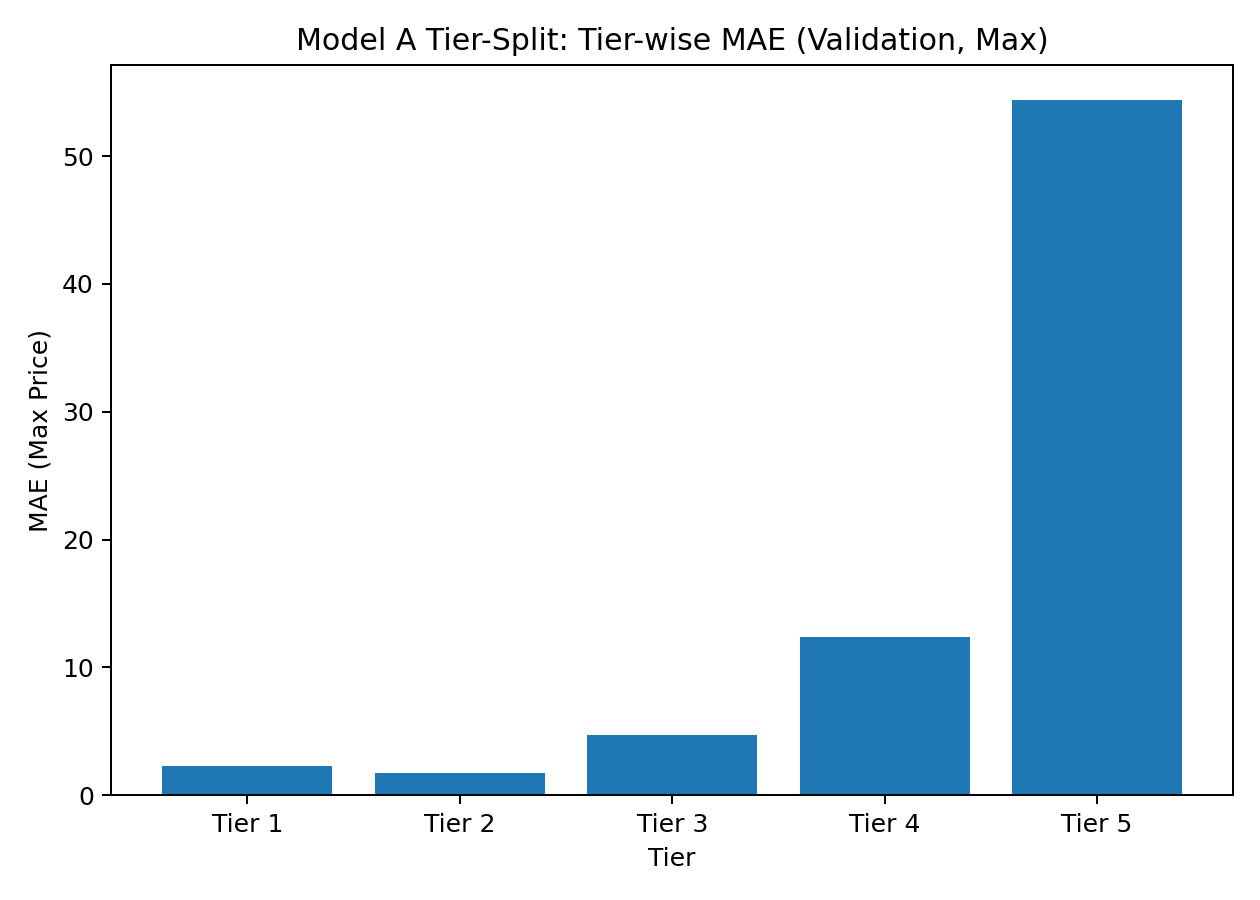 Model A Tier-Split: Tier-wise MAE (Validation, Max)
MAE (Max Price)
50
40
30
20
10
0
Tier 1 Tier 2 Tier 3 Tier 4 Tier 5
Tier